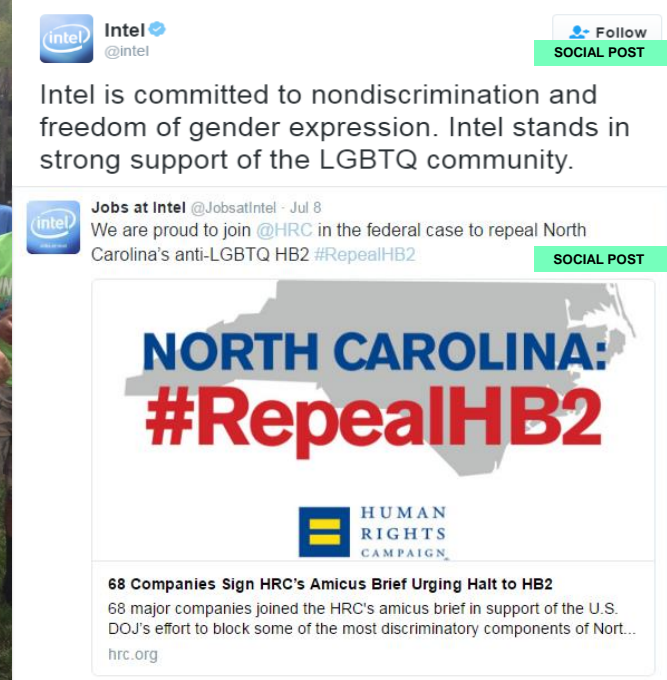 intel
Intel
Follow
@intel
SOCIAL POST
Intel is committed to nondiscrimination and
freedom of gender expression. Intel stands in
strong support of the LGBTQ community.
intel
Jobs at Intel @JobsatIntel · Jul 8
We are proud to join @HRC in the federal case to repeal North
Carolina's anti-LGBTQ HB2 #RepealHB2
SOCIAL POST
NORTH CAROLINA:
#RepealHB2
HUMAN
RIGHTS
CAMPAIGN
68 Companies Sign HRC's Amicus Brief Urging Halt to HB2
68 major companies joined the HRC's amicus brief in support of the U.S.
DOJ's effort to block some of the most discriminatory components of Nort...
hrc.org